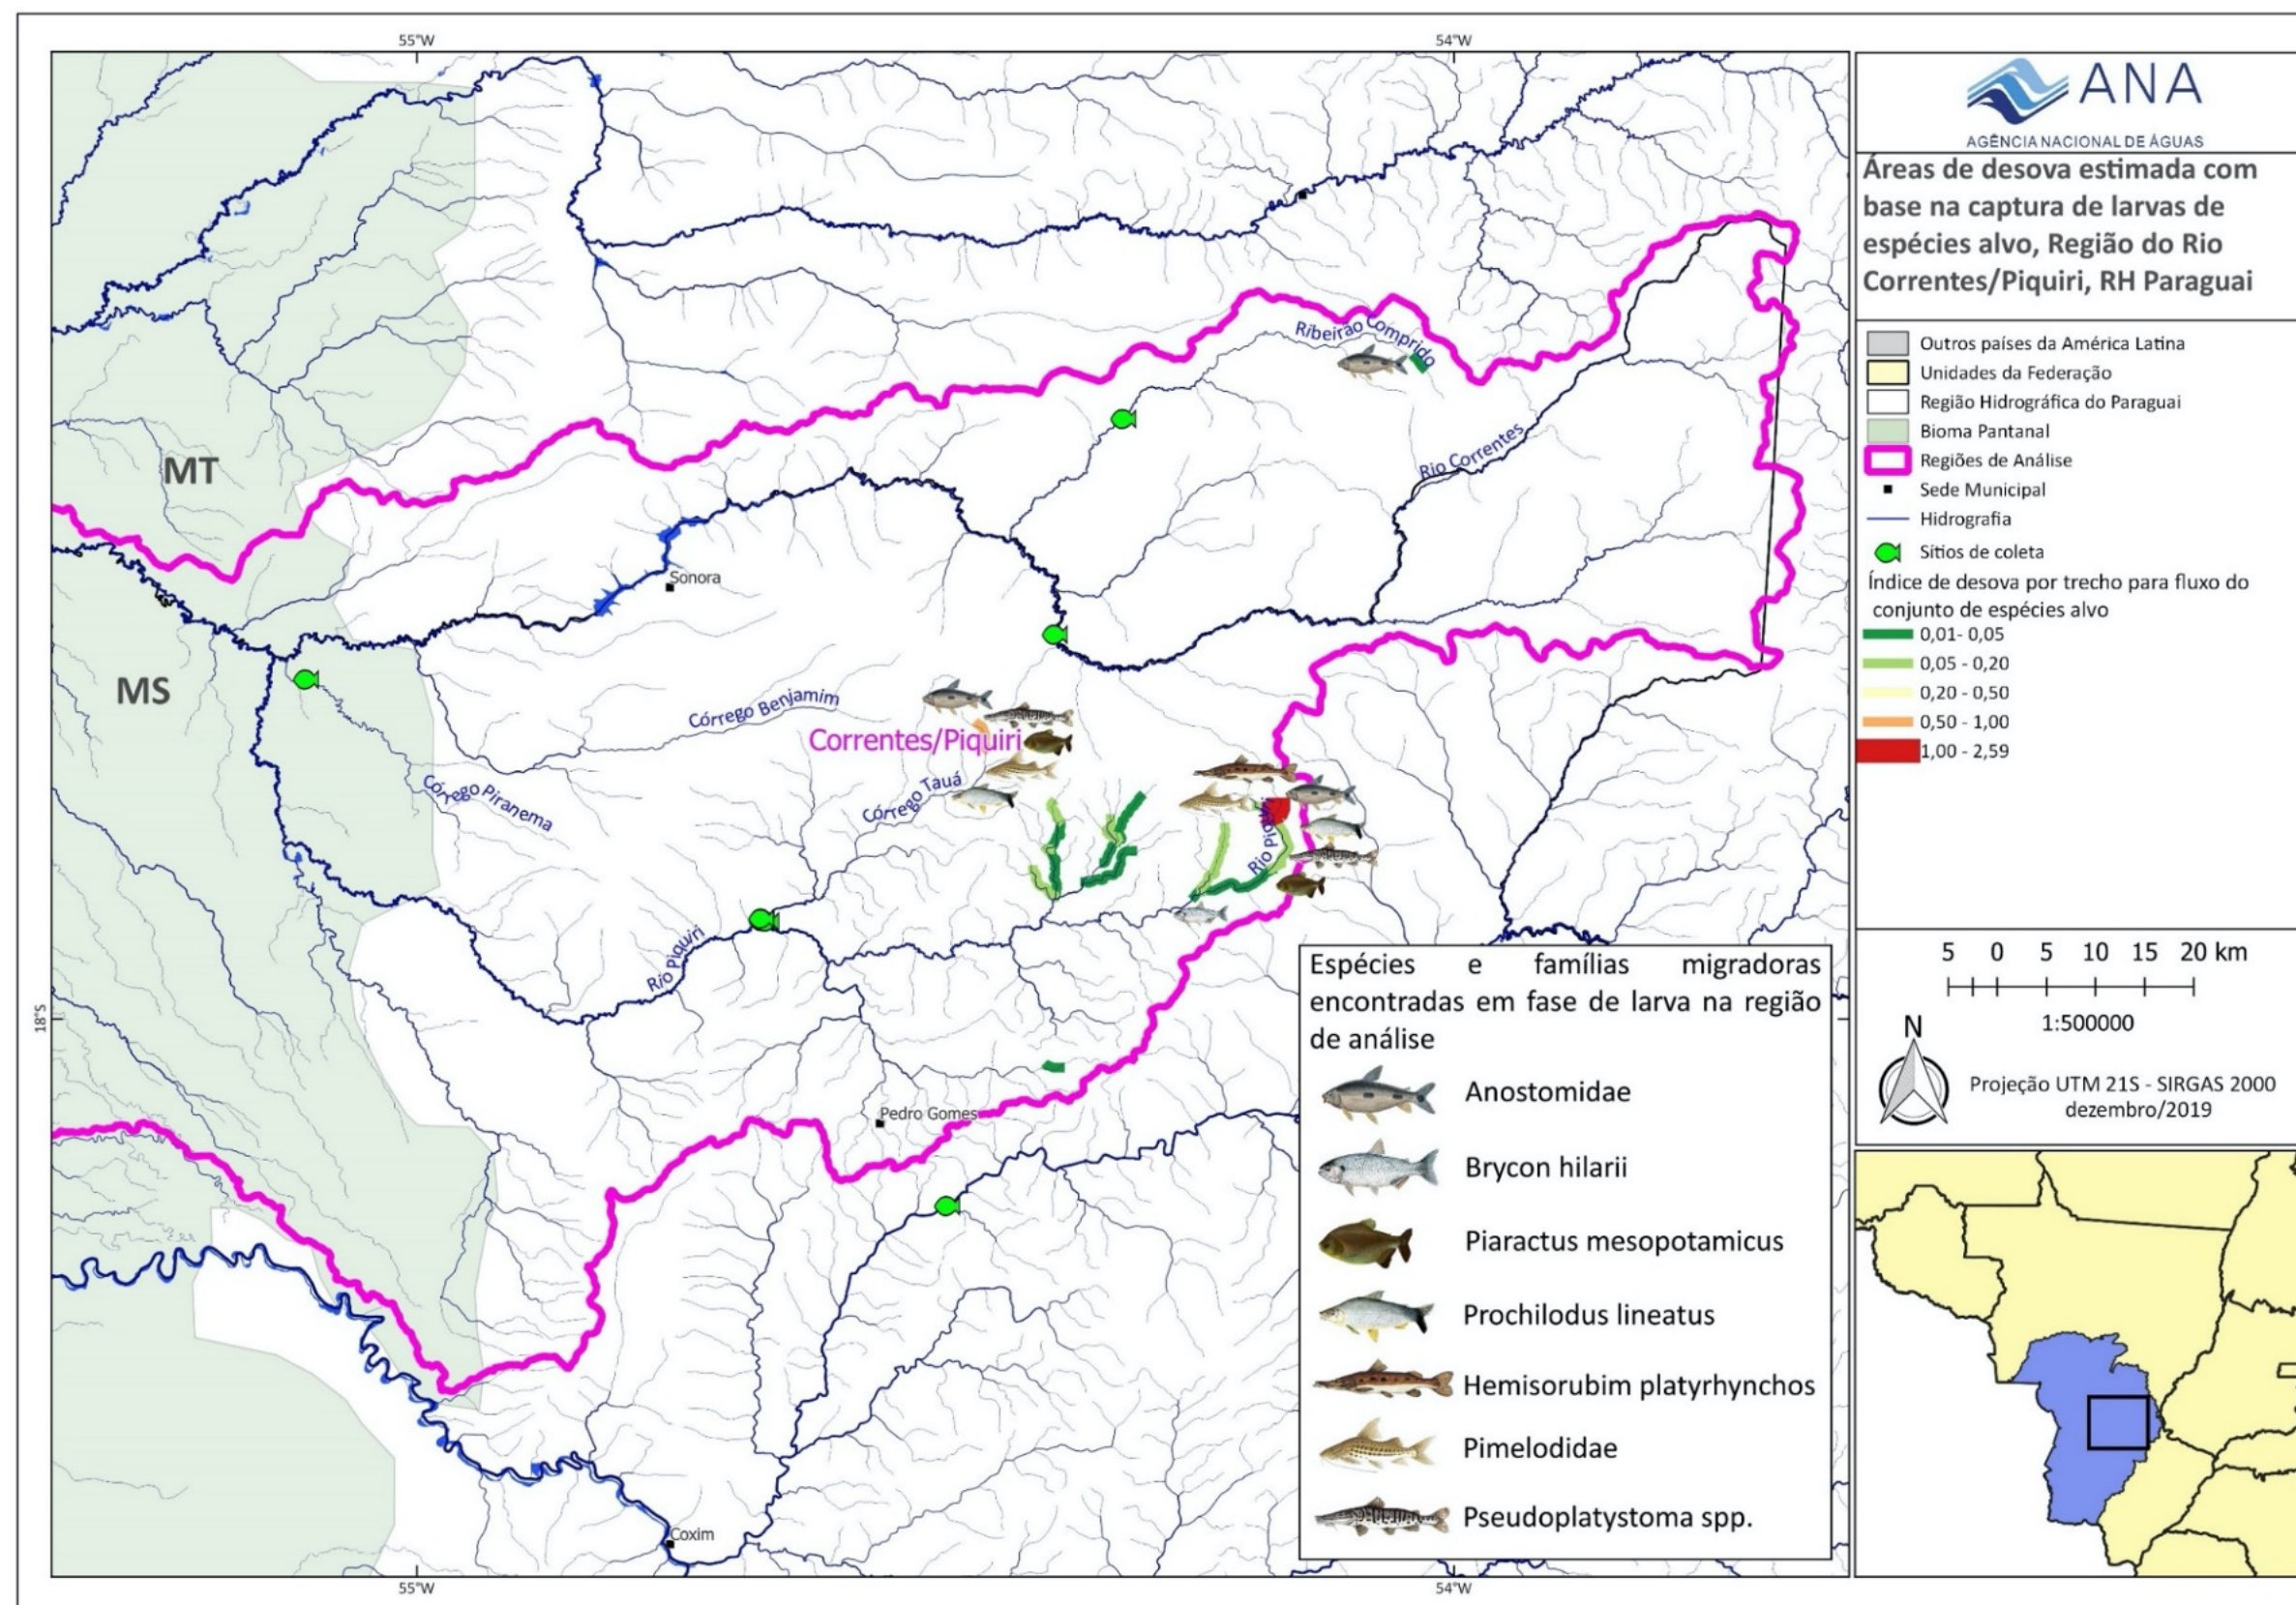 55°W
54°W
ANA
AGÊNCIA NACIONAL DE ÁGUAS
Áreas de desova estimada com
base na captura de larvas de
espécies alvo, Região do Rio
Correntes/Piquiri, RH Paraguai
Outros países da América Latina
Unidades da Federação
Região Hidrográfica do Paraguai
Bioma Pantanal
Regiões de Análise
Sede Municipal
Hidrografia
Sítios de coleta
Índice de desova por trecho para fluxo do
conjunto de espécies alvo
0,01- 0,05
0,05 - 0,20
0,20 - 0,50
0,50 - 1,00
1,00 - 2,59
Ribeirão Comprido
Rio Correntes
MT
Sonora
MS
Córrego Benjamim
Correntes/Piquiri
Córrego Piranema
Córrego Tauá
Rio Piquiri
Rio Piquiri
18°S
Pedro Gomes
Coxim
Espécies e famílias migradoras
encontradas em fase de larva na região
de análise
Anostomidae
Brycon hilarii
Piaractus mesopotamicus
Prochilodus lineatus
Hemisorubim platyrhynchos
Pimelodidae
Pseudoplatystoma spp.
5 0 5 10 15 20 km
1:500000
N
Projeção UTM 21S - SIRGAS 2000
dezembro/2019
55°W
54°W